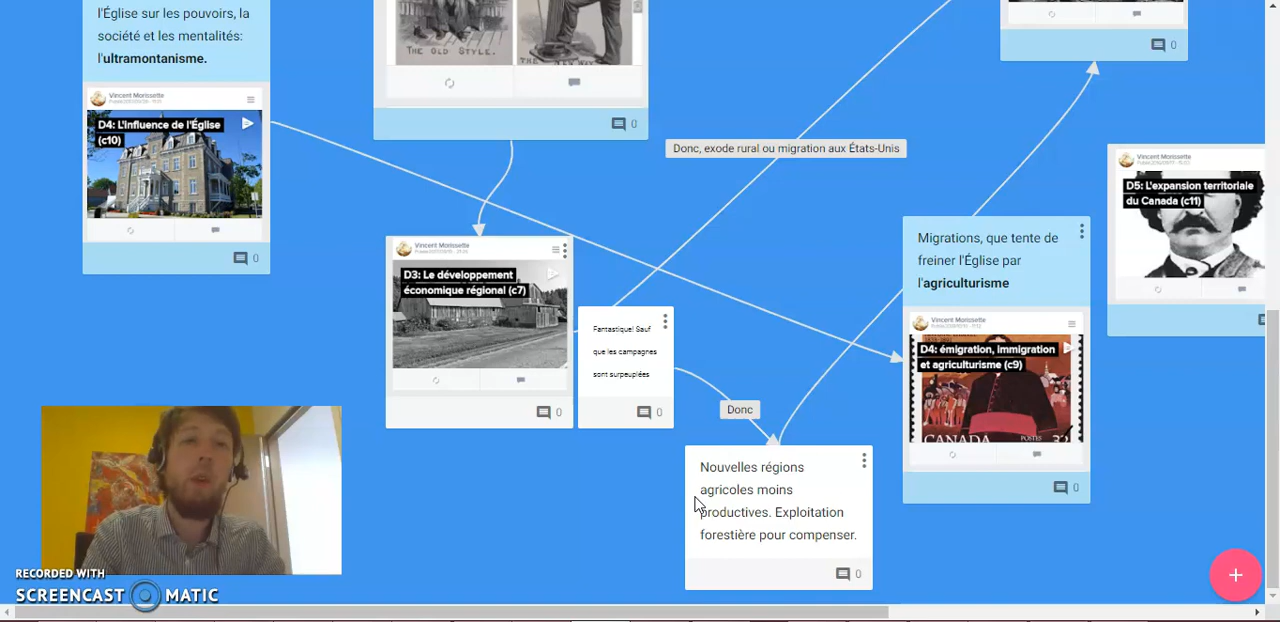 l'Église sur les pouvoirs, la
société et les mentalités:
l'ultramontanisme.
Vincent Morissette
D4: L'influence de l'Église
(c10)
0
THE OLD STYLE.
0
Donc, exode rural ou migration aux États-Unis
0
Vincent Morissette
D5: L'expansion territoriale
du Canada (c11)
Vincent Morissette
D3: Le développement
économique régional (c7)
0
Fantastique! Sauf
que les campagnes
sont surpeuplées
0
Donc
Migrations, que tente de
freiner l'Église par
l'agriculturisme
Vincent Morissette
D4: émigration, immigration
et agriculturisme (c9)
CANADA
POSTES
32
0
Nouvelles régions
agricoles moins
productives. Exploitation
forestière pour compenser.
0
RECORDED WITH
SCREENCAST MATIC
+